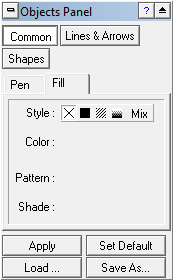 Objects Panel ?
Common Lines & Arrows
Shapes
Pen Fill
Style : Mix
Color :
Pattern :
Shade :
Apply Set Default
Load ... Save As...